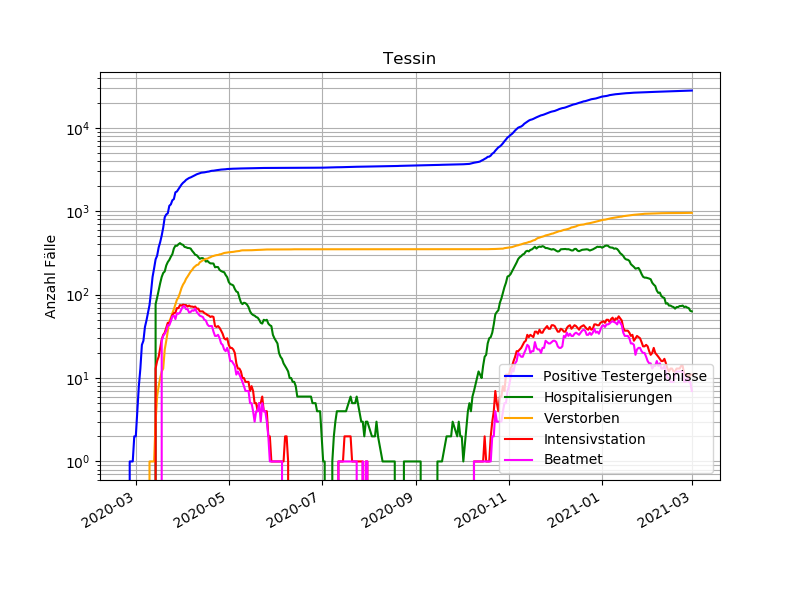 Tessin
Anzahl Fälle
10^4
10^3
10^2
10^1
10^0
Positive Testergebnisse
Hospitalisierungen
Verstorben
Intensivstation
Beatmet
2020-03
2020-05
2020-07
2020-09
2020-11
2021-01
2021-03